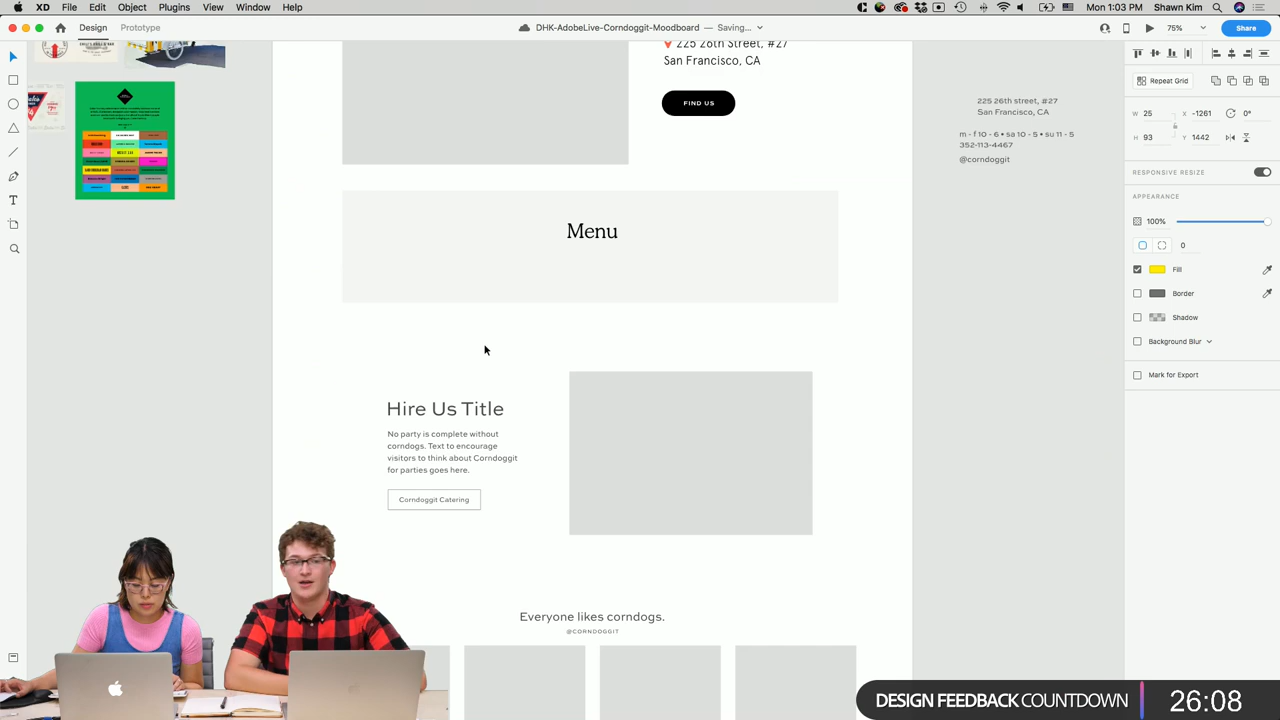 XD File Edit Object Plugins View Window Help
Mon 1:03 PM Shawn Kim
Design Prototype
DHK-AdobeLive-Corndoggit-Moodboard — Saving...
75%
Share
225 26th Street, #27
San Francisco, CA
FIND US
Menu
Hire Us Title
No party is complete without
corndogs. Text to encourage
visitors to think about Corndoggit
for parties goes here.
Corndoggit Catering
Everyone likes corndogs.
@CORNDOGGIT
225 26th street, #27
San Francisco, CA
m - f 10 - 6 • sa 10 - 5 • su 11 - 5
352-113-4467
@corndoggit
Repeat Grid
W 25 X -1261 0°
H 93 Y 1442
RESPONSIVE RESIZE
APPEARANCE
100%
0
Fill
Border
Shadow
Background Blur
Mark for Export
DESIGN FEEDBACK COUNTDOWN 26:08